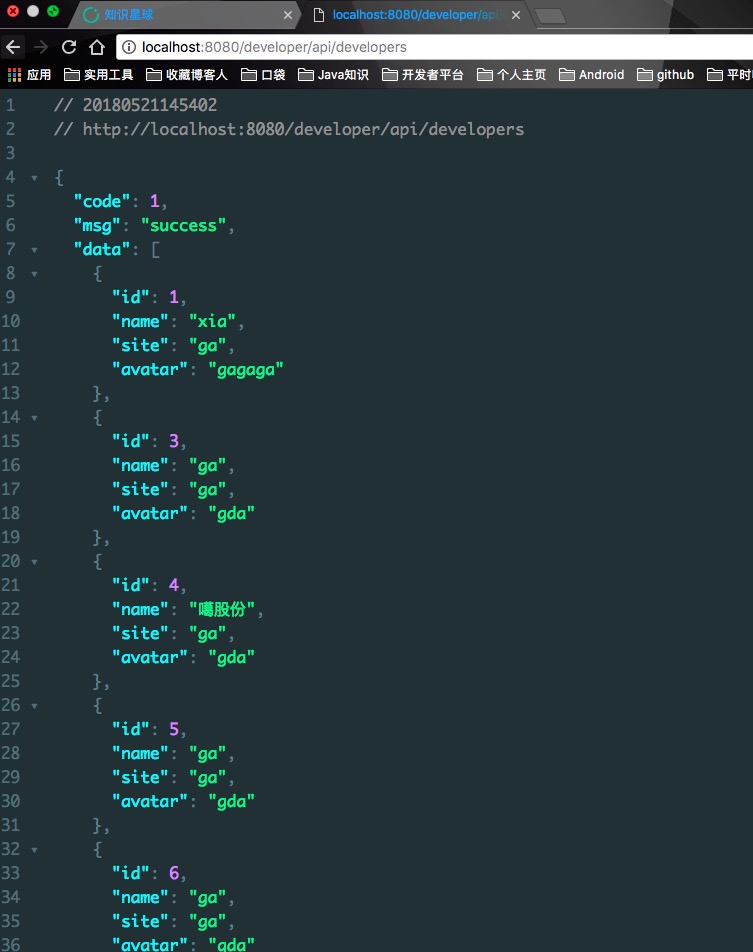 知识星球
localhost:8080/developer/api
localhost:8080/developer/api/developers
应用 实用工具 收藏博客人 口袋 Java知识 开发者平台 个人主页 Android github 平时
1 // 20180521145402
2 // http://localhost:8080/developer/api/developers
3
4 {
5 "code": 1,
6 "msg": "success",
7 "data": [
8 {
9 "id": 1,
10 "name": "xia",
11 "site": "ga",
12 "avatar": "gagaga"
13 },
14 {
15 "id": 3,
16 "name": "ga",
17 "site": "ga",
18 "avatar": "gda"
19 },
20 {
21 "id": 4,
22 "name": "噶股份",
23 "site": "ga",
24 "avatar": "gda"
25 },
26 {
27 "id": 5,
28 "name": "ga",
29 "site": "ga",
30 "avatar": "gda"
31 },
32 {
33 "id": 6,
34 "name": "ga",
35 "site": "ga",
36 "avatar": "gda"